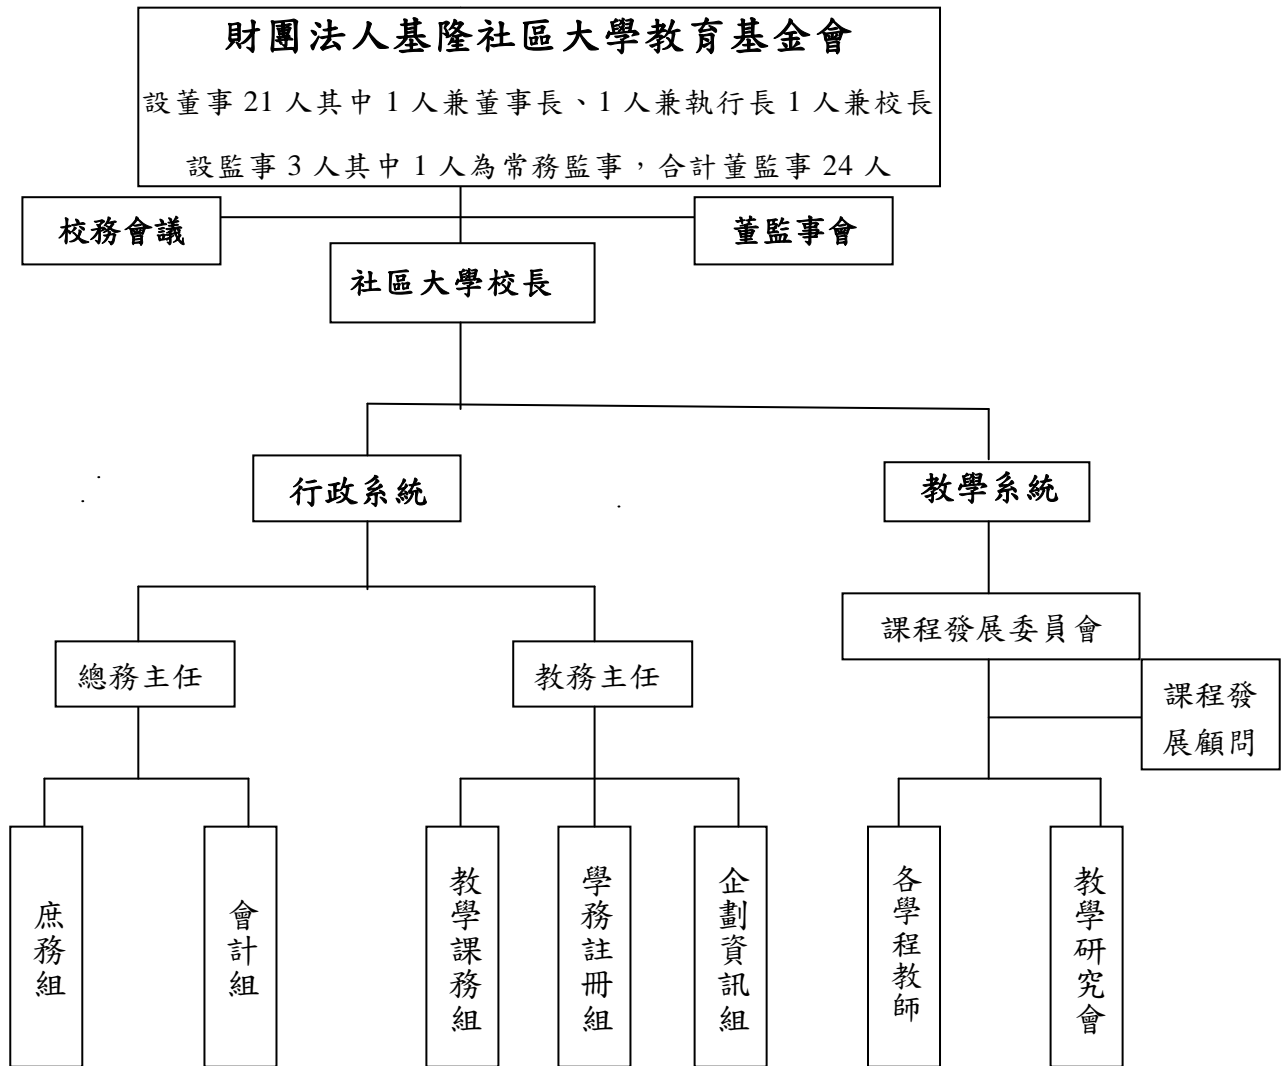 財團法人基隆社區大學教育基金會
設董事 21 人其中 1 人兼董事長、1 人兼執行長 1 人兼校長
設監事 3 人其中 1 人為常務監事，合計董監事 24 人
校務會議
董監事會
社區大學校長
行政系統
教學系統
課程發展委員會
總務主任
教務主任
課程發
展顧問
庶務組
會計組
教學課務組
學務註冊組
企劃資訊組
各學程教師
教學研究會